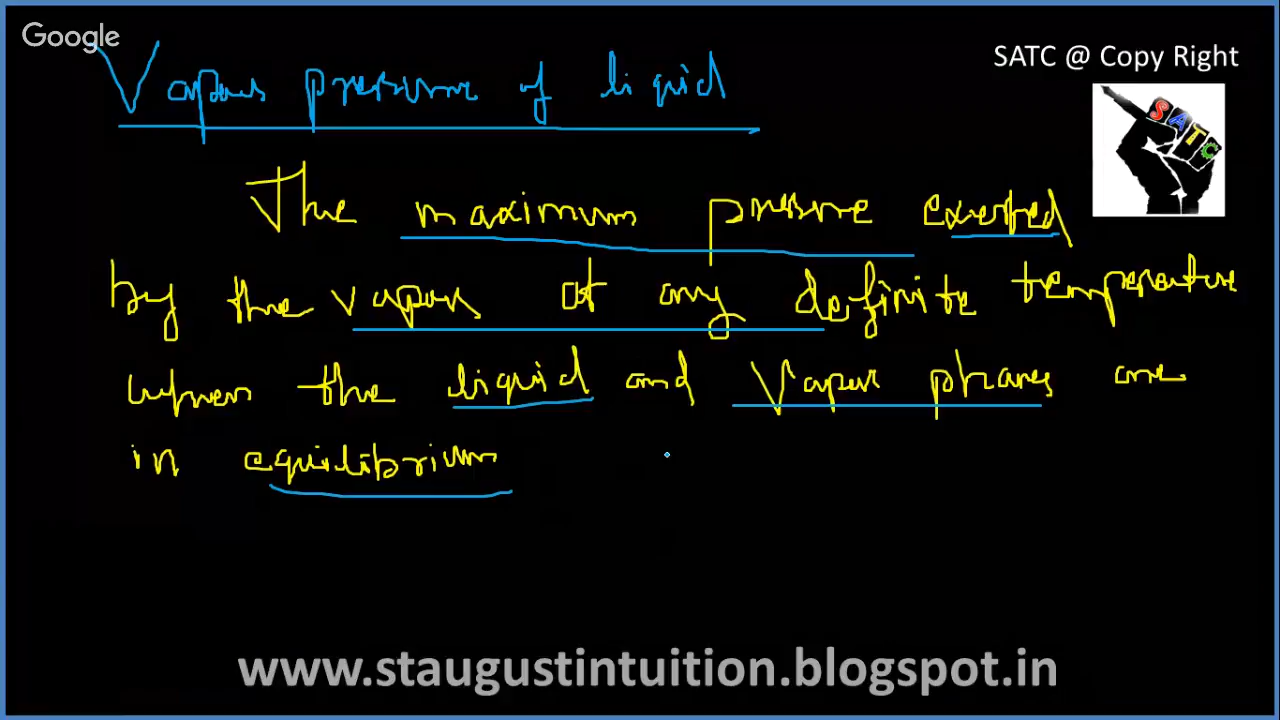 Google
SATC @ Copy Right
SATC
Vapour pressure of liquid
The maximum pressure exerted
by the vapour at any definite temperature
when the liquid and Vapour phases are
in equilibrium
www.staugustintuition.blogspot.in